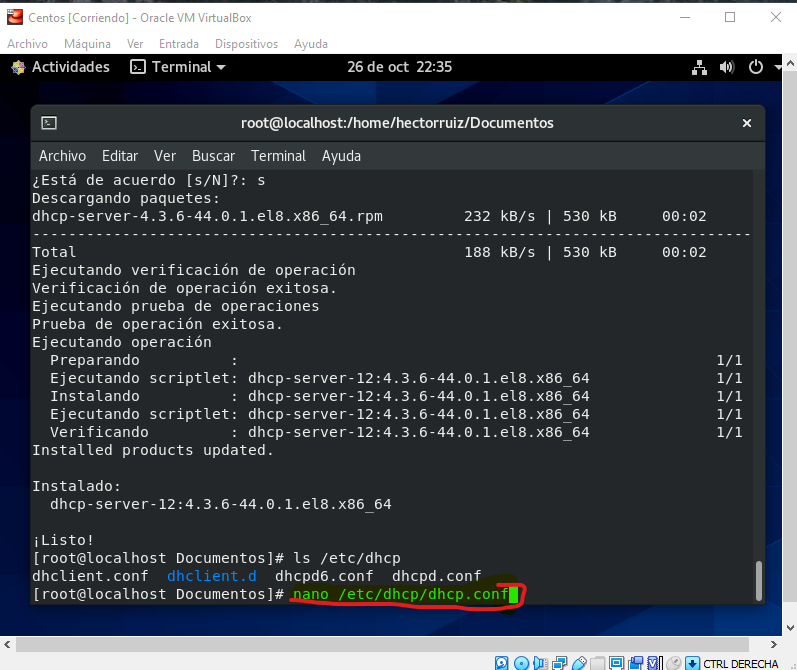 Centos [Corriendo] - Oracle VM VirtualBox
Archivo Máquina Ver Entrada Dispositivos Ayuda
Actividades Terminal 26 de oct 22:35
root@localhost:/home/hectorruiz/Documentos
Archivo Editar Ver Buscar Terminal Ayuda
¿Está de acuerdo [s/N]?: s
Descargando paquetes:
dhcp-server-4.3.6-44.0.1.el8.x86_64.rpm 232 kB/s | 530 kB 00:02
--------------------------------------------------------------------------------
Total 188 kB/s | 530 kB 00:02
Ejecutando verificación de operación
Verificación de operación exitosa.
Ejecutando prueba de operaciones
Prueba de operación exitosa.
Ejecutando operación
Preparando : 1/1
Ejecutando scriptlet: dhcp-server-12:4.3.6-44.0.1.el8.x86_64 1/1
Instalando : dhcp-server-12:4.3.6-44.0.1.el8.x86_64 1/1
Ejecutando scriptlet: dhcp-server-12:4.3.6-44.0.1.el8.x86_64 1/1
Verificando : dhcp-server-12:4.3.6-44.0.1.el8.x86_64 1/1
Installed products updated.
Instalado:
dhcp-server-12:4.3.6-44.0.1.el8.x86_64
¡Listo!
[root@localhost Documentos]# ls /etc/dhcp
dhclient.conf dhclient.d dhcpd6.conf dhcpd.conf
[root@localhost Documentos]# nano /etc/dhcp/dhcp.conf
CTRL DERECHA